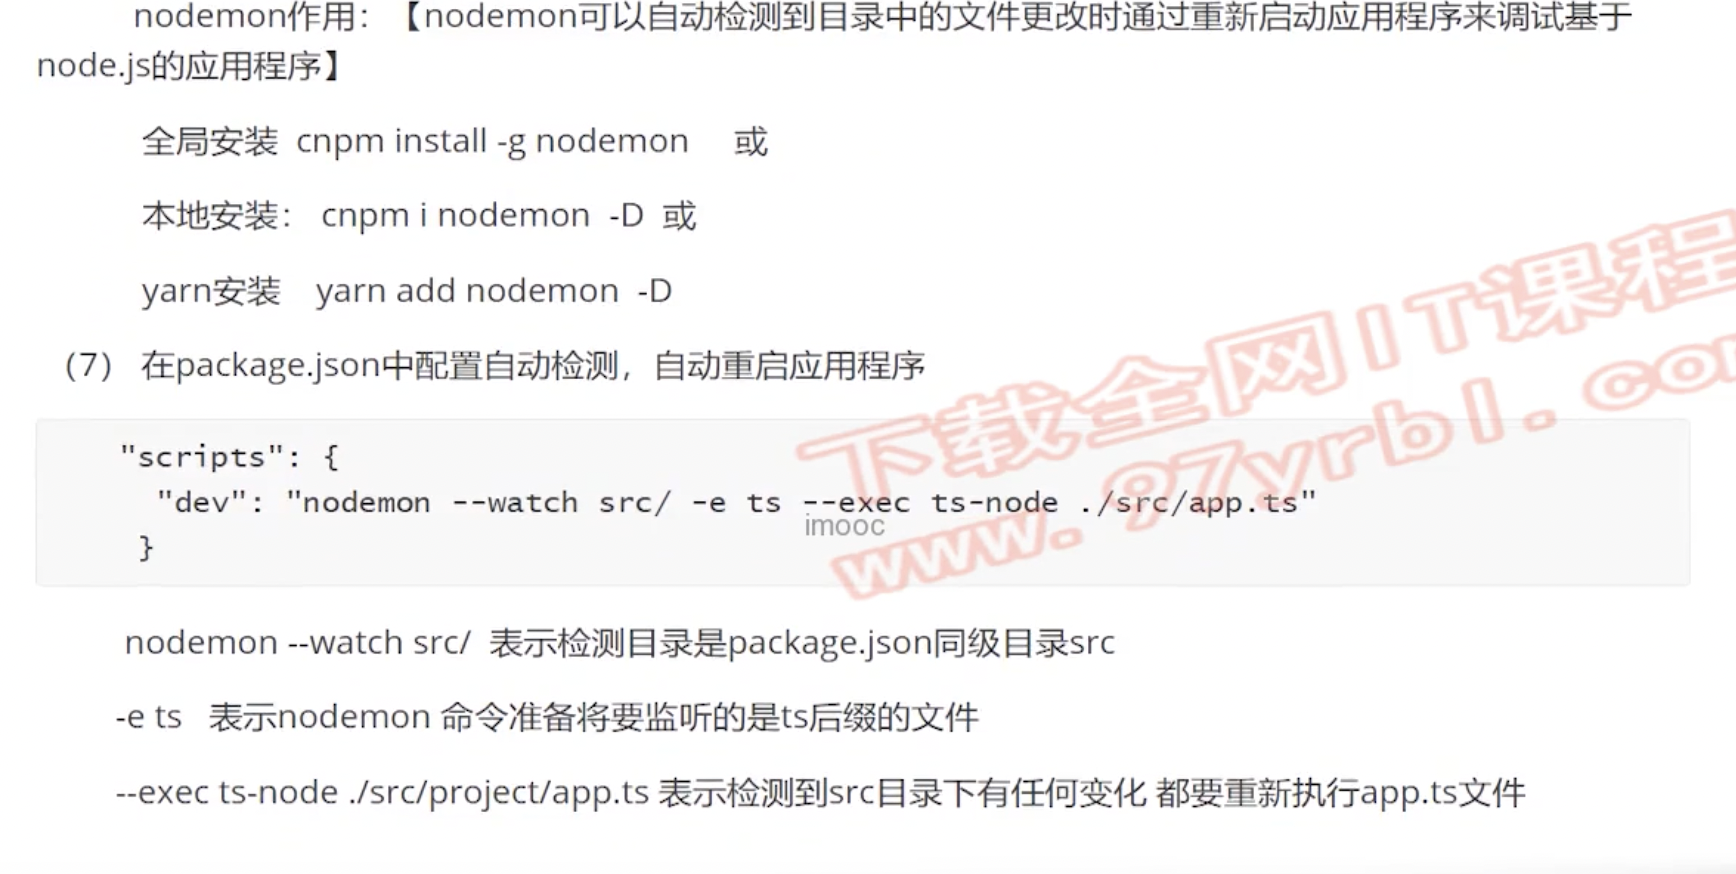 nodemon作用：【nodemon可以自动检测到目录中的文件更改时通过重新启动应用程序来调试基于
node.js的应用程序】
全局安装 cnpm install -g nodemon 或
本地安装： cnpm i nodemon -D 或
yarn安装 yarn add nodemon -D
（7） 在package.json中配置自动检测，自动重启应用程序
"scripts": {
"dev": "nodemon --watch src/ -e ts --exec ts-node ./src/app.ts"
}
imooc
下载全网IT课程
www.97yrbl.com
nodemon --watch src/ 表示检测目录是package.json同级目录src
-e ts 表示nodemon 命令准备将要监听的是ts后缀的文件
--exec ts-node ./src/project/app.ts 表示检测到src目录下有任何变化 都要重新执行app.ts文件